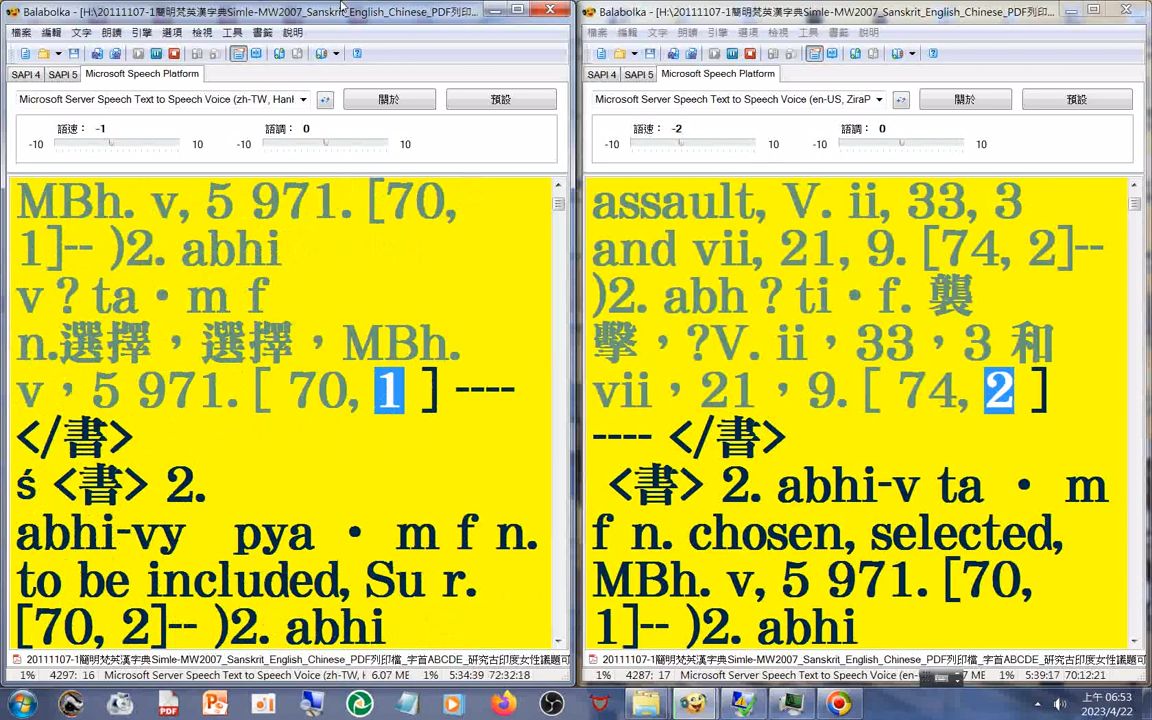 Balabolka - [H:\20111107-1簡明梵英漢字典Simle-MW2007_Sanskrit_English_Chinese_PDF列印...
檔案 編輯 文字 朗讀 引擎 選項 檢視 工具 書籤 說明
SAPI 4 SAPI 5 Microsoft Speech Platform
Microsoft Server Speech Text to Speech Voice (zh-TW, HanH 關於 預設
語速： -1 語調： 0
-10 10 -10 10
MBh. v, 5 971. [70,
1]-- )2. abhi
v ? ta • m f
n.選擇，選擇，MBh.
v，5 971. [ 70, 1 ] ----
</書>
ś <書> 2.
abhi-vy pya • m f n.
to be included, Su r.
[70, 2]-- )2. abhi
20111107-1簡明梵英漢字典Simle-MW2007_Sanskrit_English_Chinese_PDF列印檔_字首ABCDE_研究古印度女性議題可
1% 4297: 16 Microsoft Server Speech Text to Speech Voice (zh-TW, H 6.07 ME 1% 5:34:39 72:32:18
Balabolka - [H:\20111107-1簡明梵英漢字典Simle-MW2007_Sanskrit_English_Chinese_PDF列印...
檔案 編輯 文字 朗讀 引擎 選項 檢視 工具 書籤 說明
SAPI 4 SAPI 5 Microsoft Speech Platform
Microsoft Server Speech Text to Speech Voice (en-US, ZiraP 關於 預設
語速： -2 語調： 0
-10 10 -10 10
assault, V. ii, 33, 3
and vii, 21, 9. [74, 2]--
)2. abh ? ti • f. 襲
擊，?V. ii，33，3 和
vii，21，9. [ 74, 2 ]
---- </書>
<書> 2. abhi-v ta • m
f n. chosen, selected,
MBh. v, 5 971. [70,
1]-- )2. abhi
20111107-1簡明梵英漢字典Simle-MW2007_Sanskrit_English_Chinese_PDF列印檔_字首ABCDE_研究古印度女性議題可
1% 4287: 17 Microsoft Server Speech Text to Speech Voice (en-US 1% 5:39:17 70:12:21
上午 06:53
2023/4/22